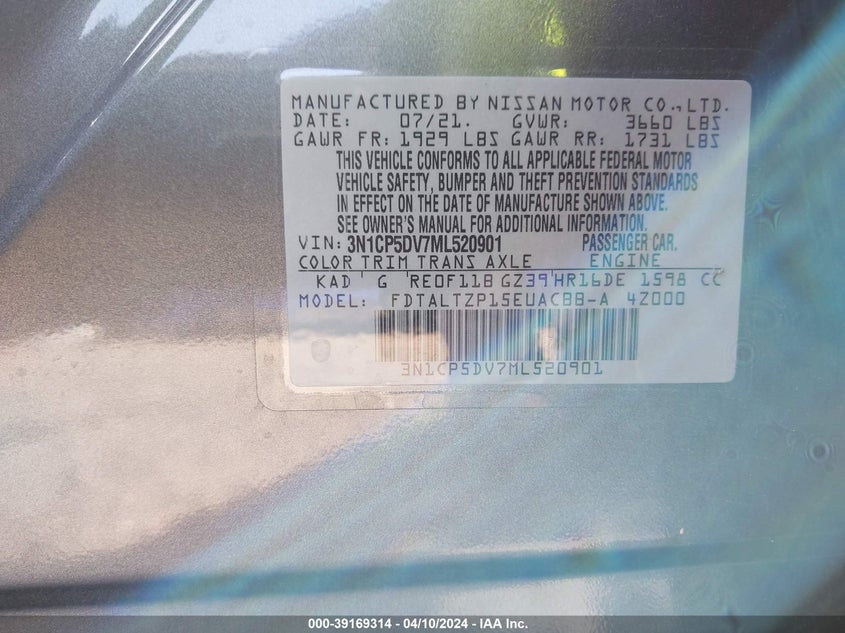 MANUFACTURED BY NISSAN MOTOR CO.,LTD.
DATE: 07/21. GVWR: 3660 LBS
GAWR FR: 1929 LBS GAWR RR: 1731 LBS
THIS VEHICLE CONFORMS TO ALL APPLICABLE FEDERAL MOTOR
VEHICLE SAFETY, BUMPER AND THEFT PREVENTION STANDARDS
IN EFFECT ON THE DATE OF MANUFACTURE SHOWN ABOVE.
SEE OWNER'S MANUAL FOR ADDITIONAL INFORMATION.
VIN: 3N1CP5DV7ML520901 PASSENGER CAR.
COLOR TRIM TRANS AXLE ENGINE
KAD G RE0F11B GZ39 HR16DE 1598 CC
MODEL: FDTALTZP15EUACBB-A 4Z000
3N1CP5DV7ML520901
000-39169314 - 04/10/2024 - IAA Inc.